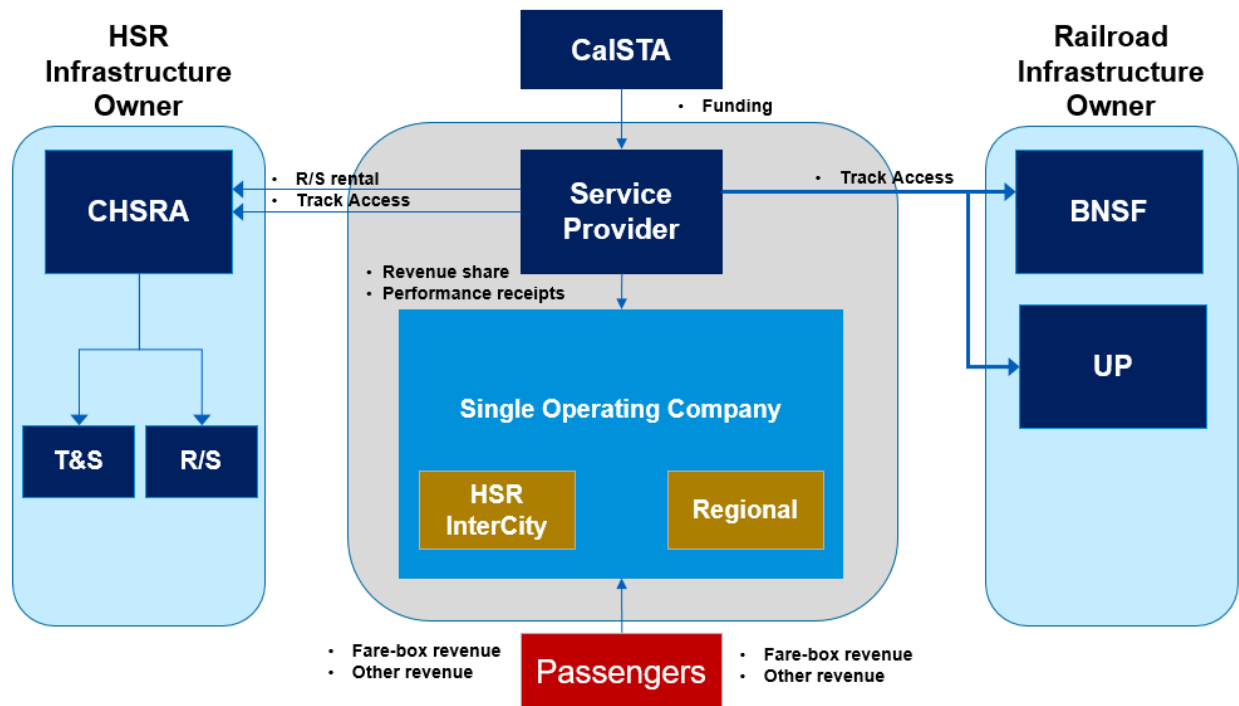 HSR
Infrastructure
Owner
CalSTA
Railroad
Infrastructure
Owner
• Funding
CHSRA
• R/S rental
• Track Access
Service
Provider
• Track Access
BNSF
• Revenue share
• Performance receipts
UP
Single Operating Company
T&S
R/S
HSR
InterCity
Regional
• Fare-box revenue
• Other revenue
Passengers
• Fare-box revenue
• Other revenue